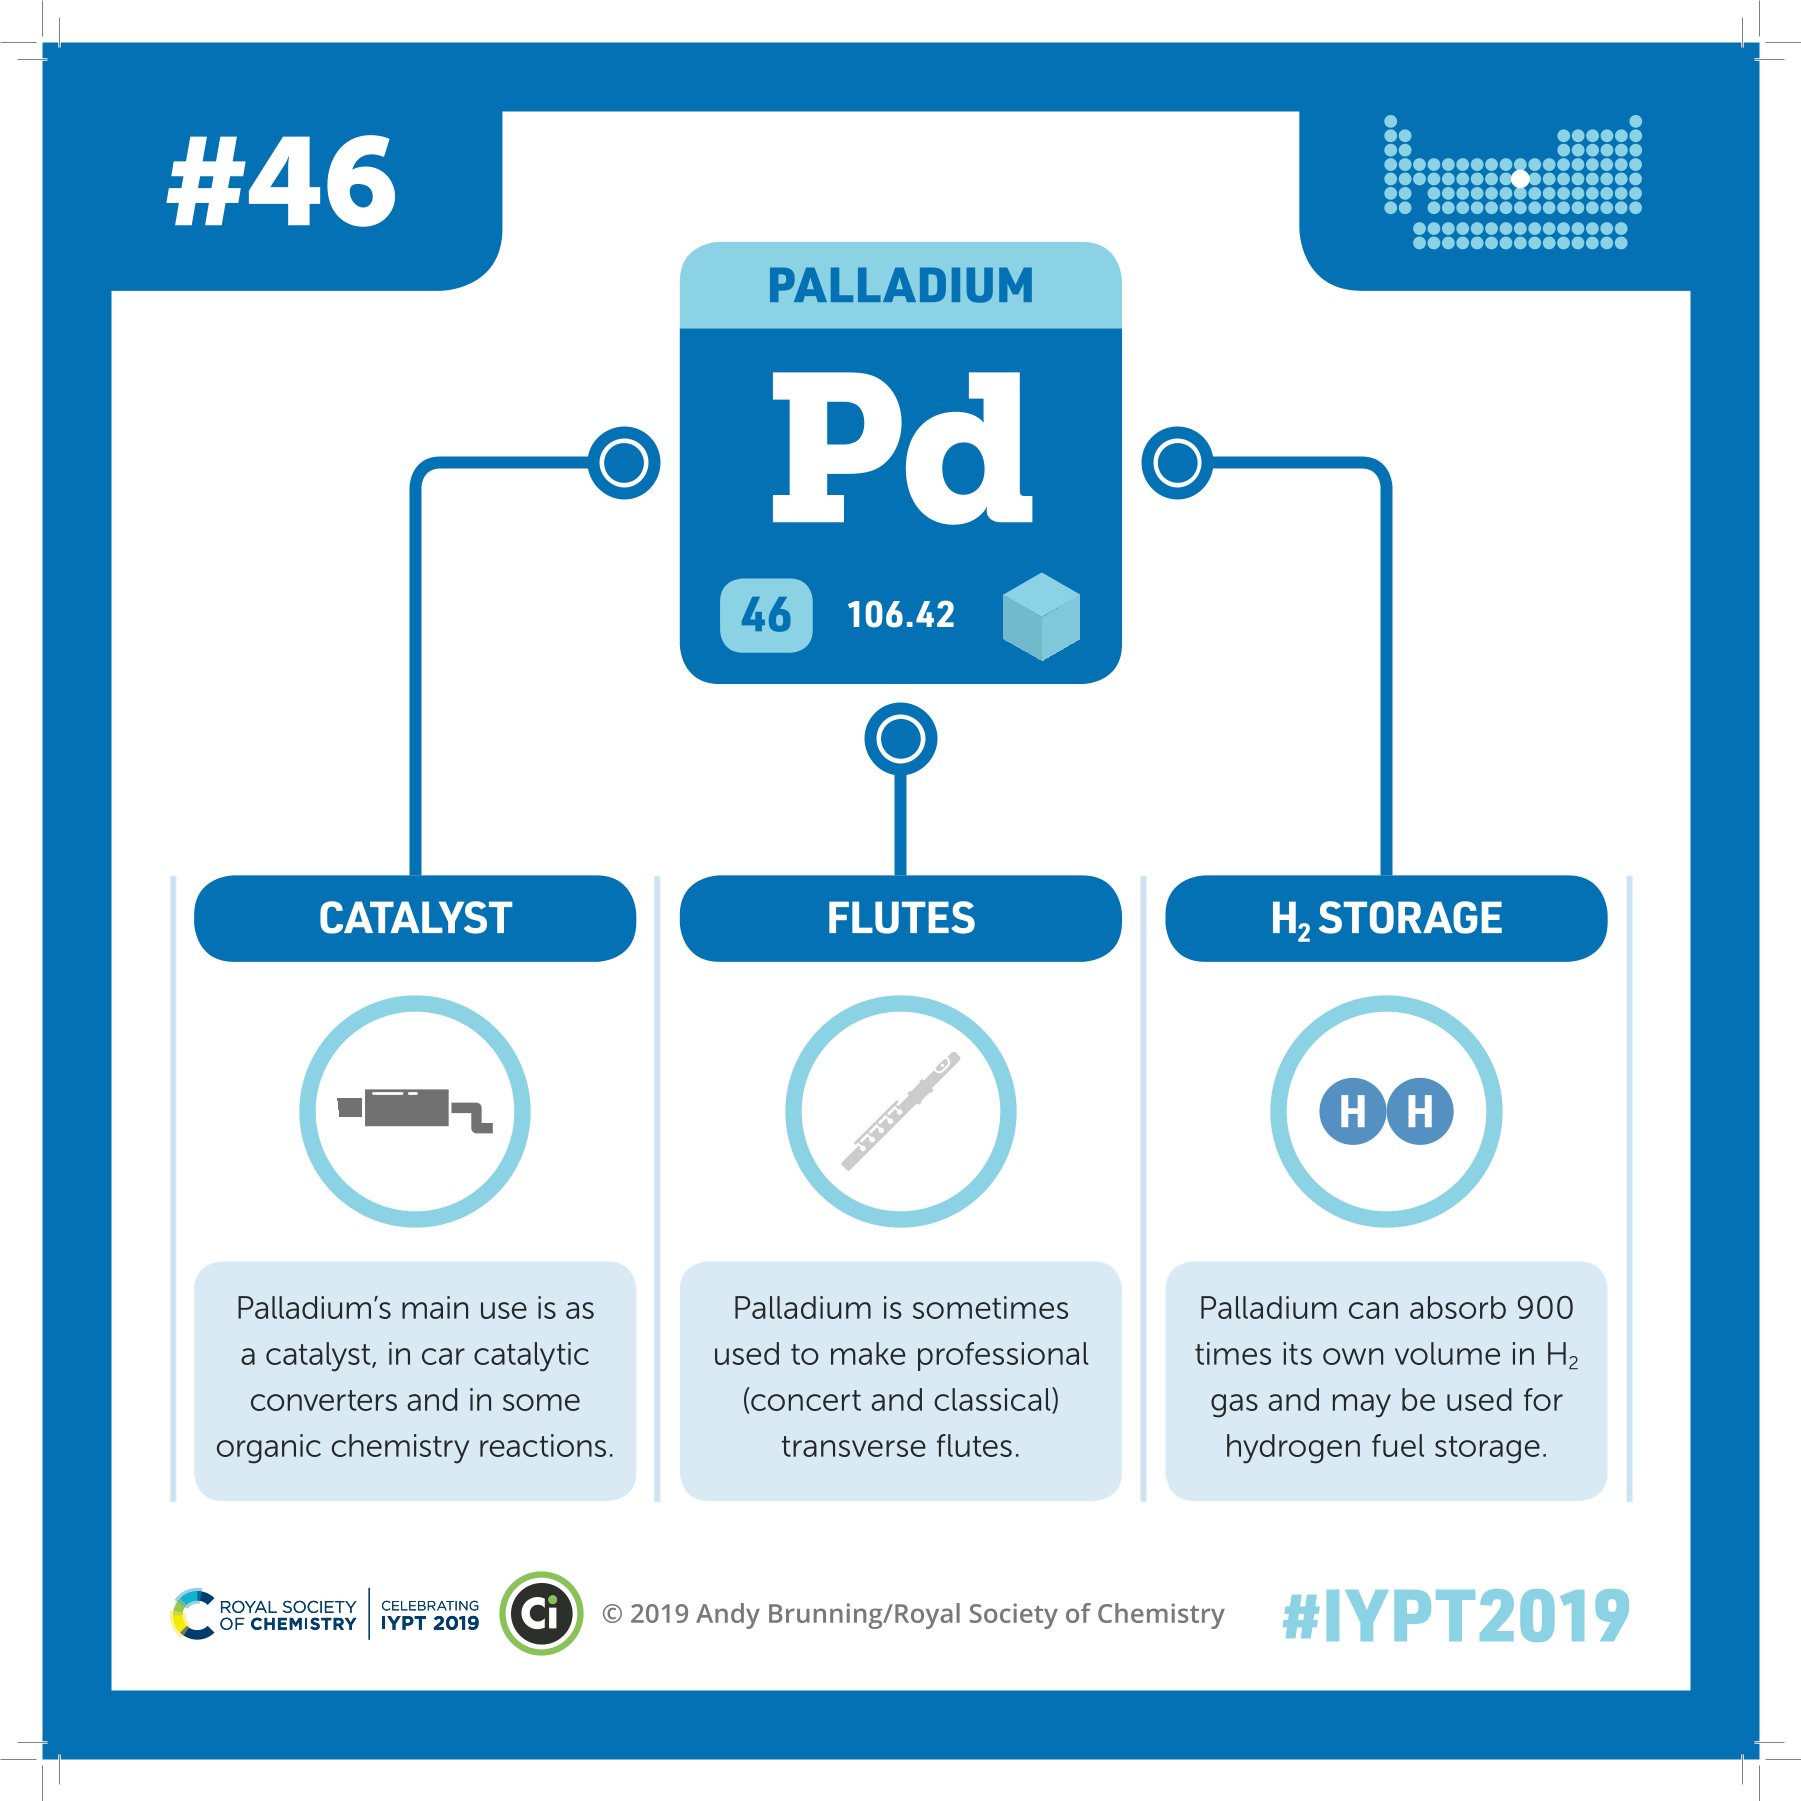 #46
PALLADIUM
Pd
46
106.42
CATALYST
FLUTES
H₂ STORAGE
H H
Palladium’s main use is as
a catalyst, in car catalytic
converters and in some
organic chemistry reactions.
Palladium is sometimes
used to make professional
(concert and classical)
transverse flutes.
Palladium can absorb 900
times its own volume in H₂
gas and may be used for
hydrogen fuel storage.
ROYAL SOCIETY
OF CHEMISTRY
CELEBRATING
IYPT 2019
Ci
© 2019 Andy Brunning/Royal Society of Chemistry
#IYPT2019